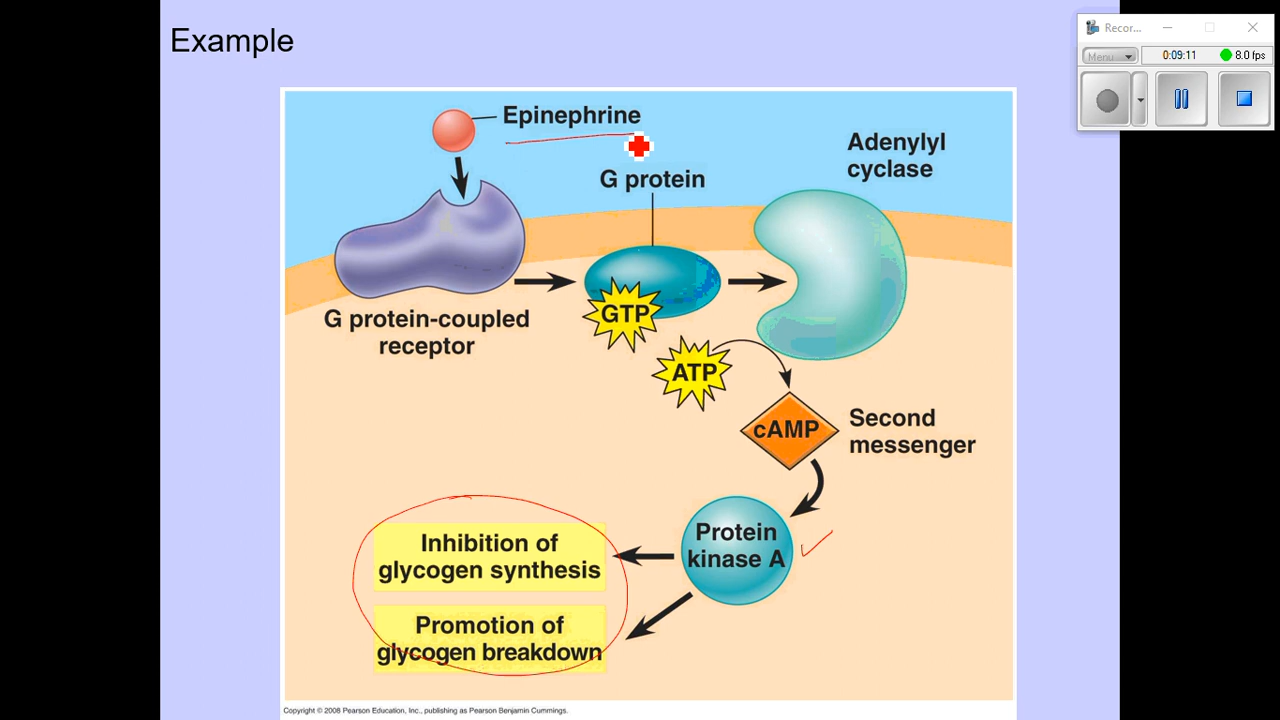 Example
Recor...
Menu
0:09:11
8.0 fps
Epinephrine
G protein
Adenylyl
cyclase
G protein-coupled
receptor
GTP
ATP
cAMP
Second
messenger
Protein
kinase A
Inhibition of
glycogen synthesis
Promotion of
glycogen breakdown
Copyright © 2008 Pearson Education, Inc., publishing as Pearson Benjamin Cummings.